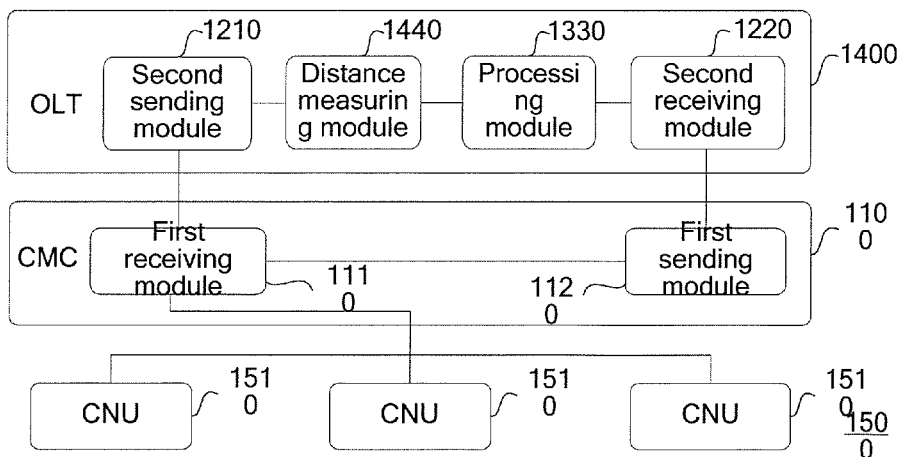 1210
1440
1330
1220
1400
OLT
Second
sending
module
Distance
measurin
g module
Processi
ng
module
Second
receiving
module
CMC
First
receiving
module
111
0
First
sending
module
112
0
110
0
CNU
151
0
CNU
151
0
CNU
151
0
150
0